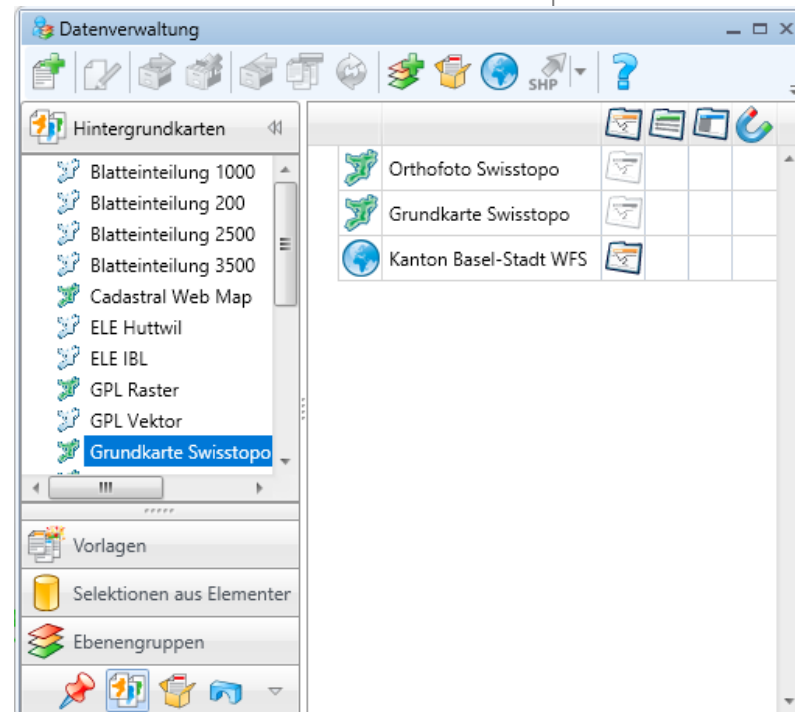 Datenverwaltung
SHP
Hintergrundkarten
Blatteinteilung 1000
Blatteinteilung 200
Blatteinteilung 2500
Blatteinteilung 3500
Cadastral Web Map
ELE Huttwil
ELE IBL
GPL Raster
GPL Vektor
Grundkarte Swisstopo
Vorlagen
Selektionen aus Elementen
Ebenengruppen
Orthofoto Swisstopo
Grundkarte Swisstopo
Kanton Basel-Stadt WFS